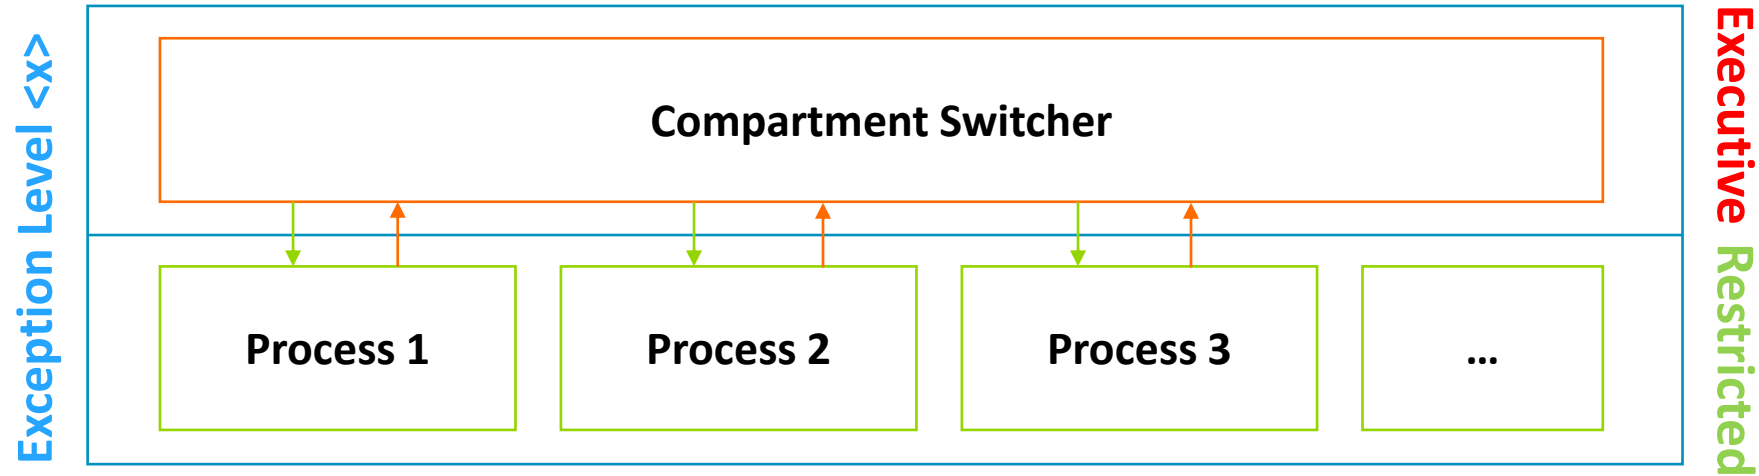 Exception Level <x>
Compartment Switcher
Executive
Process 1
Process 2
Process 3
...
Restricted